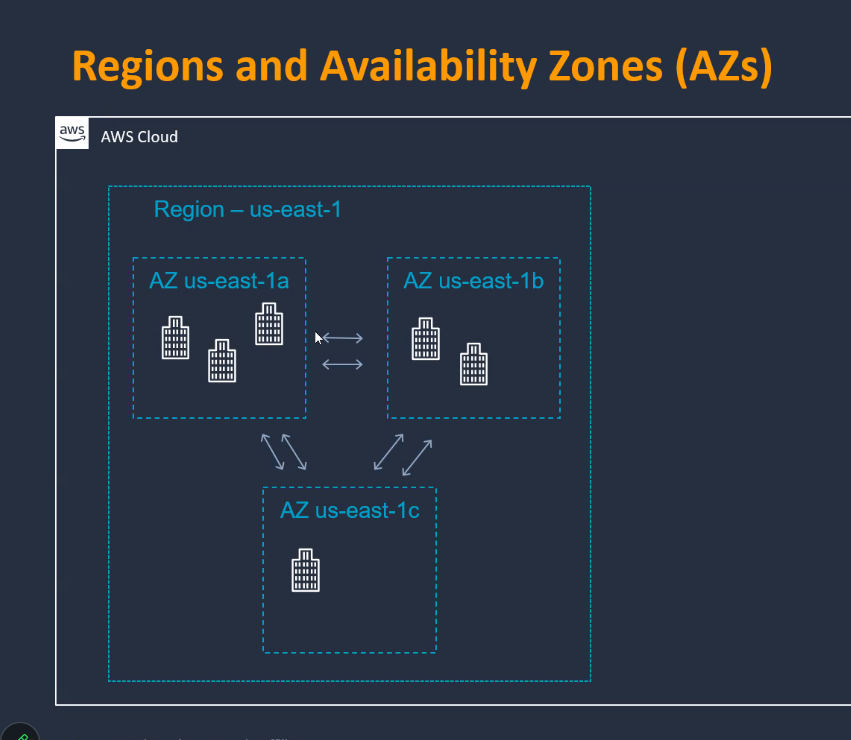 Regions and Availability Zones (AZs)
aws
AWS Cloud
Region – us-east-1
AZ us-east-1a
AZ us-east-1b
AZ us-east-1c